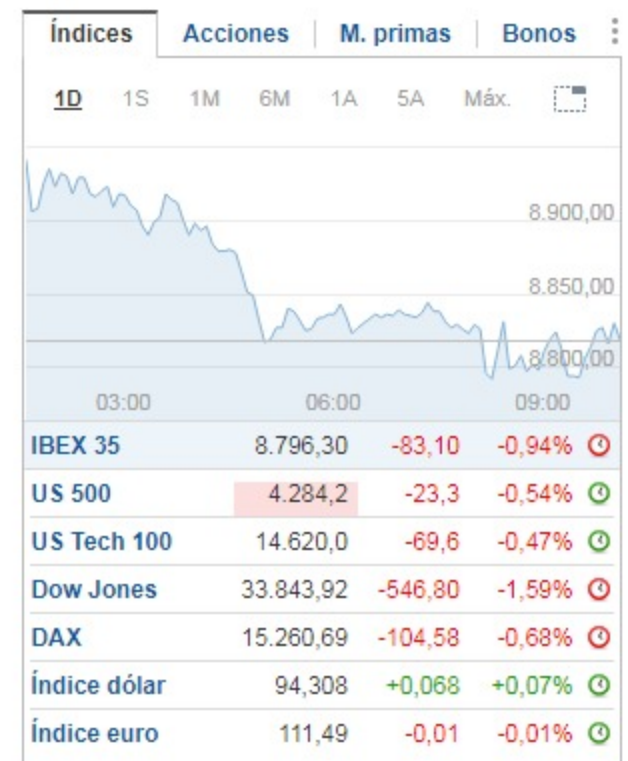 Índices Acciones M. primas Bonos
1D 1S 1M 6M 1A 5A Máx.
8.900,00
8.850,00
8.800,00
03:00 06:00 09:00
IBEX 35 8.796,30 -83,10 -0,94%
US 500 4.284,2 -23,3 -0,54%
US Tech 100 14.620,0 -69,6 -0,47%
Dow Jones 33.843,92 -546,80 -1,59%
DAX 15.260,69 -104,58 -0,68%
Índice dólar 94,308 +0,068 +0,07%
Índice euro 111,49 -0,01 -0,01%